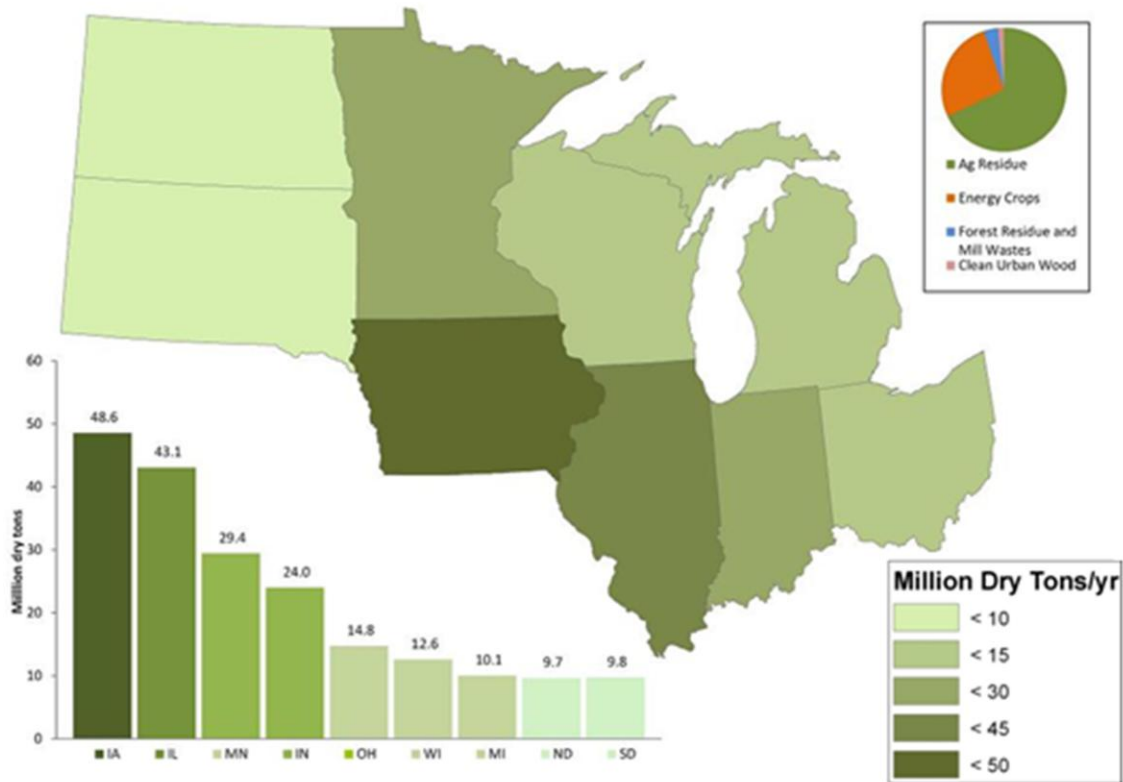 Ag Residue
Energy Crops
Forest Residue and
Mill Wastes
Clean Urban Wood
60
50
40
30
20
10
0
Milllion dry tons
48.6
43.1
29.4
24.0
14.8
12.6
10.1
9.7
9.8
IA
IL
MN
IN
OH
WI
MI
ND
SD
Million Dry Tons/yr
< 10
< 15
< 30
< 45
< 50